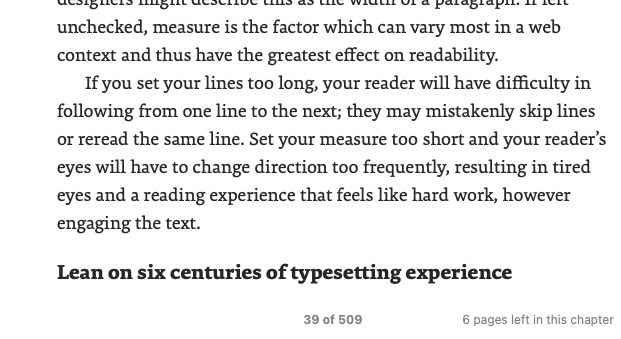 designers might describe this as the width of a paragraph. If left
unchecked, measure is the factor which can vary most in a web
context and thus have the greatest effect on readability.
If you set your lines too long, your reader will have difficulty in
following from one line to the next; they may mistakenly skip lines
or reread the same line. Set your measure too short and your reader’s
eyes will have to change direction too frequently, resulting in tired
eyes and a reading experience that feels like hard work, however
engaging the text.
Lean on six centuries of typesetting experience
39 of 509
6 pages left in this chapter